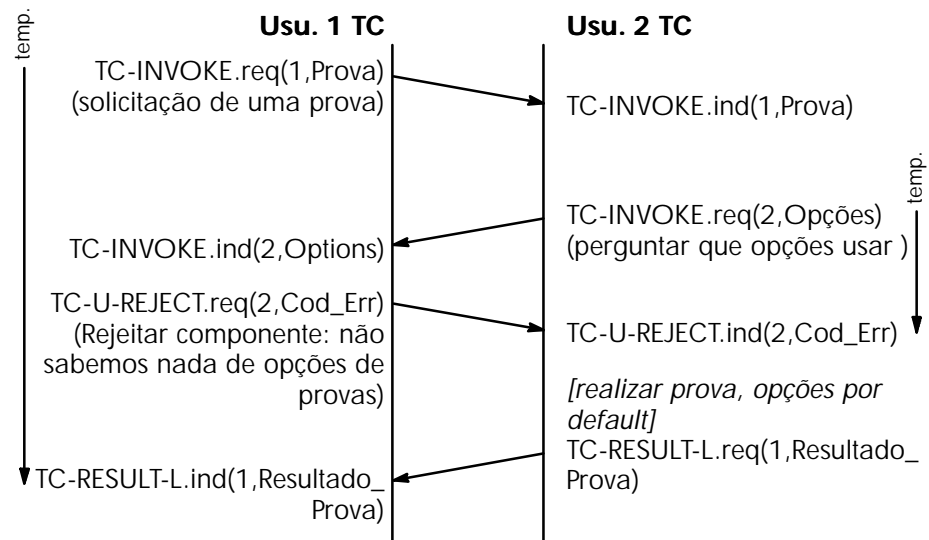 temp.
Usu. 1 TC
Usu. 2 TC
TC-INVOKE.req(1,Prova)
(solicitação de uma prova)
TC-INVOKE.ind(1,Prova)
temp.
TC-INVOKE.req(2,Opções)
(perguntar que opções usar )
TC-INVOKE.ind(2,Options)
TC-U-REJECT.req(2,Cod_Err)
(Rejeitar componente: não
sabemos nada de opções de
provas)
TC-U-REJECT.ind(2,Cod_Err)
[realizar prova, opções por
default]
TC-RESULT-L.req(1,Resultado_
Prova)
TC-RESULT-L.ind(1,Resultado_
Prova)